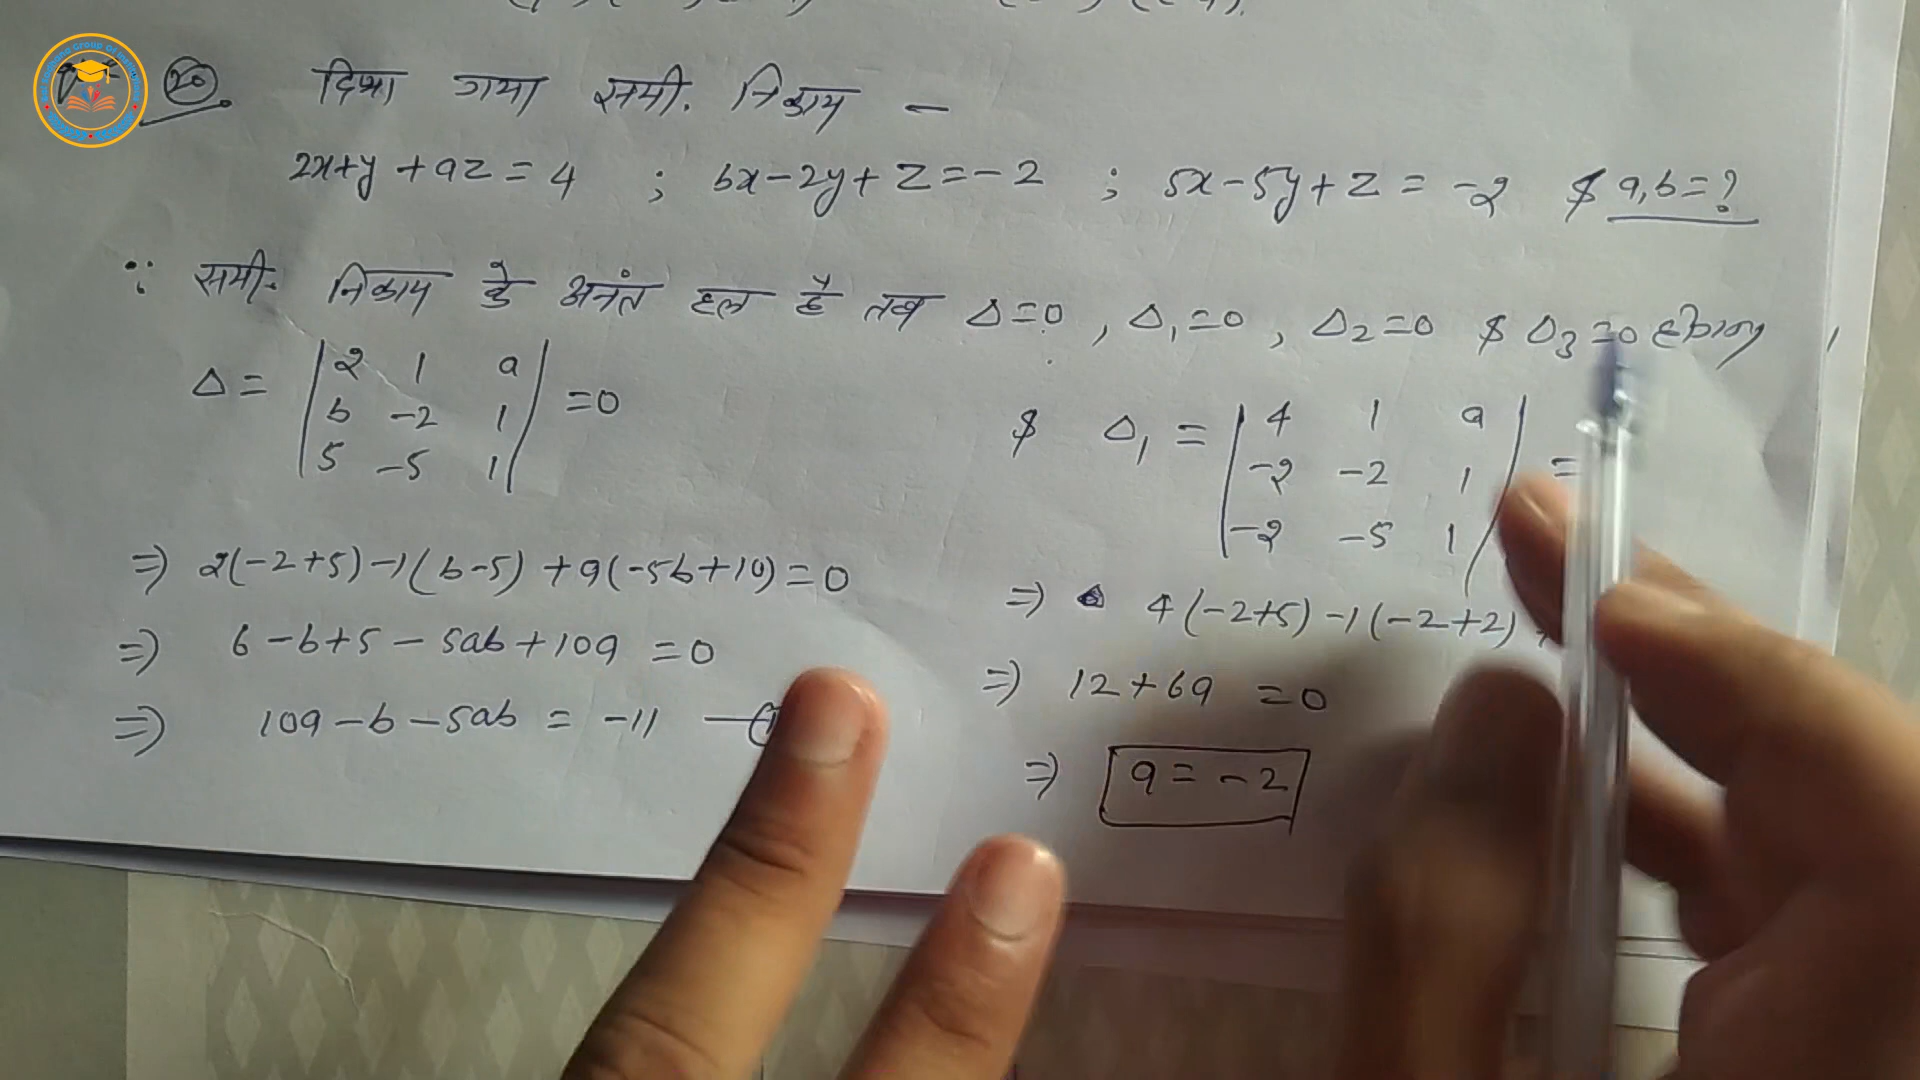 20
दिया गया समी. निकाय –
2x+y+az=4 ; bx-2y+z=-2 ; 5x-5y+z=-2 $ a,b=?
∵ समी. निकाय के अनंत हल है तब Δ=0, Δ₁=0, Δ₂=0 $ Δ₃=0 होगा,
Δ= | 2 1 a | =0
| b -2 1 |
| 5 -5 1 |
⇒ 2(-2+5)-1(b-5)+a(-5b+10)=0
⇒ 6-b+5-5ab+10a=0
⇒ 10a-b-5ab=-11 —①
$ Δ₁= | 4 1 a | =
| -2 -2 1 |
| -2 -5 1 |
⇒ 4(-2+5)-1(-2+2)+
⇒ 12+6a=0
⇒ a=-2